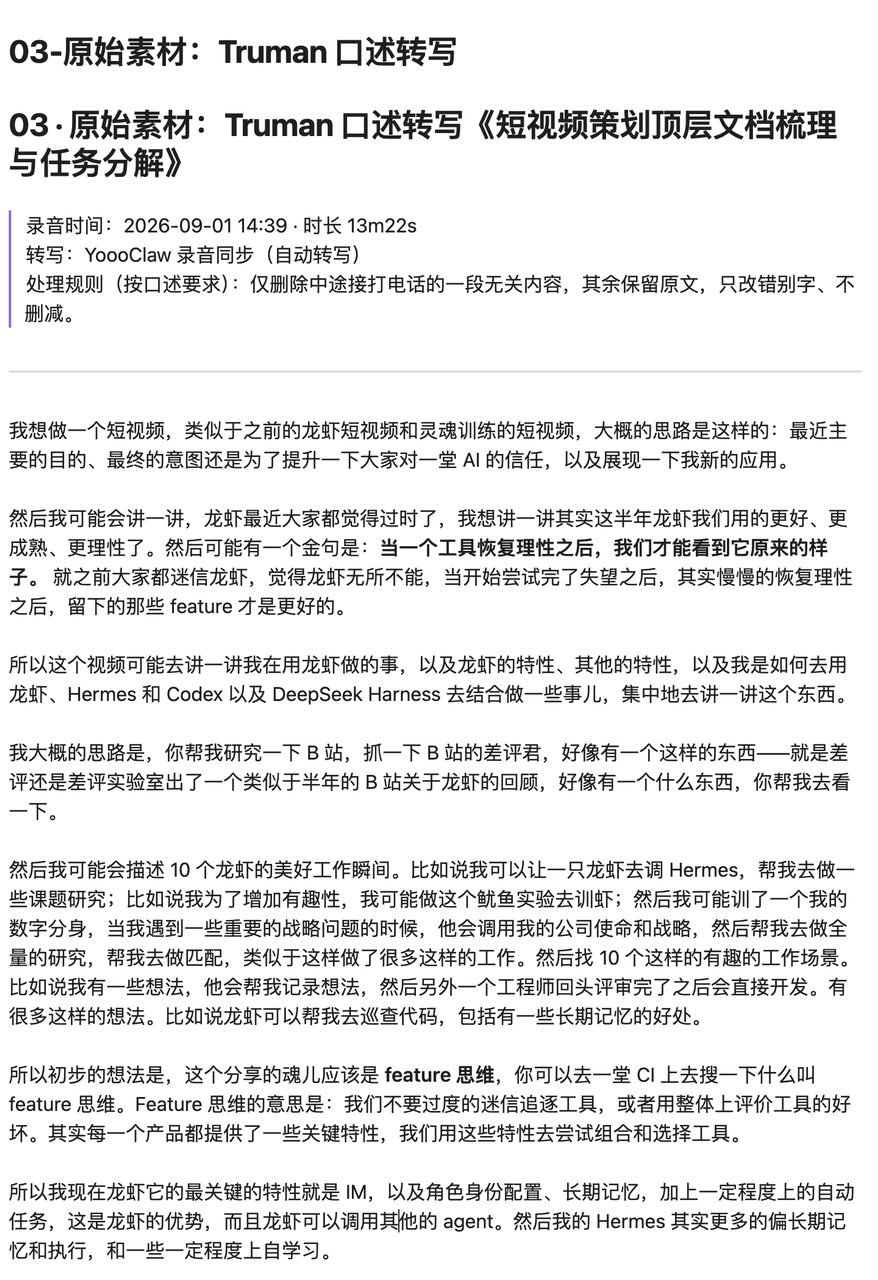 03-原始素材：Truman 口述转写
03 · 原始素材：Truman 口述转写《短视频策划顶层文档梳理
与任务分解》
录音时间：2026-09-01 14:39 · 时长 13m22s
转写：YoooClaw 录音同步（自动转写）
处理规则（按口述要求）：仅删除中途接打电话的一段无关内容，其余保留原文，只改错别字、不
删减。
我想做一个短视频，类似于之前的龙虾短视频和灵魂训练的短视频，大概的思路是这样的：最近主
要的目的、最终的意图还是为了提升一下大家对一堂 AI 的信任，以及展现一下我新的应用。
然后我可能会讲一讲，龙虾最近大家都觉得过时了，我想讲一讲其实这半年龙虾我们用的更好、更
成熟、更理性了。然后可能有一个金句是：当一个工具恢复理性之后，我们才能看到它原来的样
子。 就之前大家都迷信龙虾，觉得龙虾无所不能，当开始尝试完了失望之后，其实慢慢的恢复理性
之后，留下的那些 feature 才是更好的。
所以这个视频可能去讲一讲我在用龙虾做的事，以及龙虾的特性、其他的特性，以及我是如何去用
龙虾、Hermes 和 Codex 以及 DeepSeek Harness 去结合做一些事儿，集中地去讲一讲这个东西。
我大概的思路是，你帮我研究一下 B 站，抓一下 B 站的差评君，好像有一个这样的东西——就是差
评还是差评实验室出了一个类似于半年的 B 站关于龙虾的回顾，好像有一个什么东西，你帮我去看
一下。
然后我可能会描述 10 个龙虾的美好工作瞬间。比如说我可以让一只龙虾去调 Hermes，帮我去做一
些课题研究；比如说我为了增加有趣性，我可能做这个鱿鱼实验去训虾；然后我可能训了一个我的
数字分身，当我遇到一些重要的战略问题的时候，他会调用我的公司使命和战略，然后帮我去做全
量的研究，帮我去做匹配，类似于这样做了很多这样的工作。然后找 10 个这样的有趣的工作场景。
比如说我有一些想法，他会帮我记录想法，然后另外一个工程师回头评审完了之后会直接开发。有
很多这样的想法。比如说龙虾可以帮我去巡查代码，包括有一些长期记忆的好处。
所以初步的想法是，这个分享的魂儿应该是 feature 思维，你可以去一堂 CI 上去搜一下什么叫
feature 思维。Feature 思维的意思是：我们不要过度的迷信追逐工具，或者用整体上评价工具的好
坏。其实每一个产品都提供了一些关键特性，我们用这些特性去尝试组合和选择工具。
所以我现在龙虾它的最关键的特性就是 IM，以及角色身份配置、长期记忆，加上一定程度上的自动
任务，这是龙虾的优势，而且龙虾可以调用其他的 agent。然后我的 Hermes 其实更多的偏长期记
忆和执行，和一些一定程度上自学习。